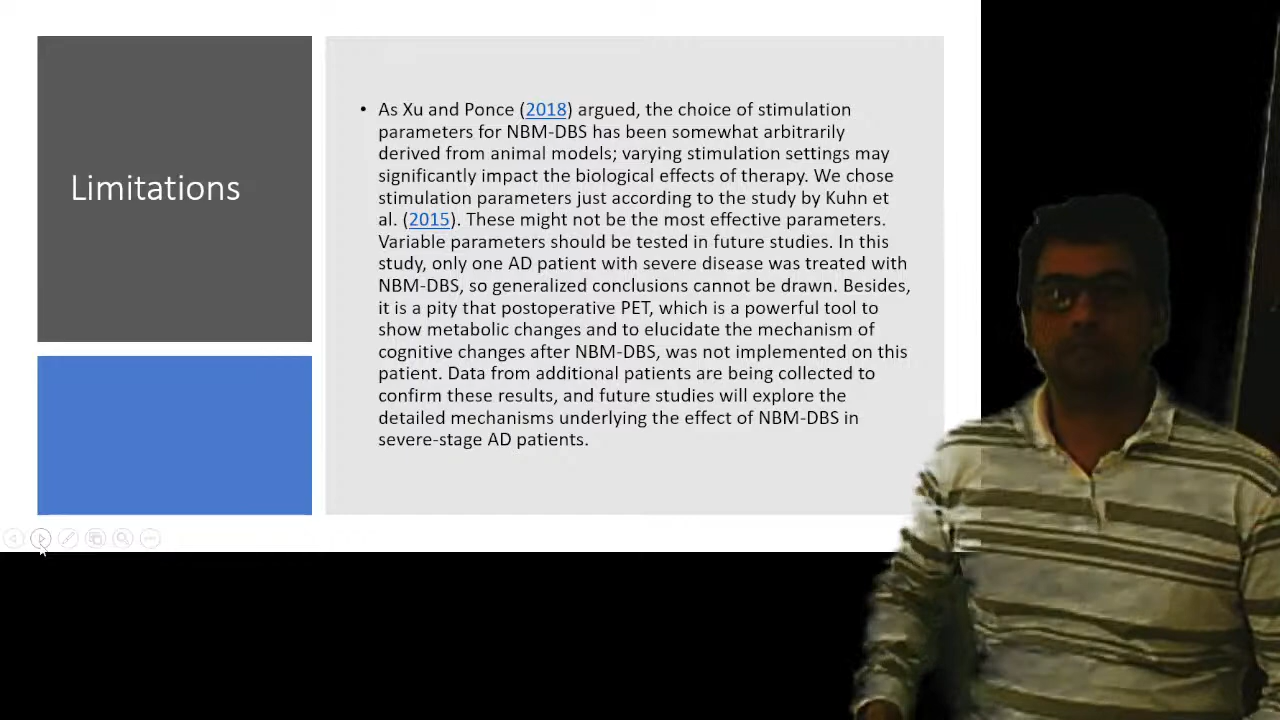 Limitations
• As Xu and Ponce (2018) argued, the choice of stimulation
parameters for NBM-DBS has been somewhat arbitrarily
derived from animal models; varying stimulation settings may
significantly impact the biological effects of therapy. We chose
stimulation parameters just according to the study by Kuhn et
al. (2015). These might not be the most effective parameters.
Variable parameters should be tested in future studies. In this
study, only one AD patient with severe disease was treated with
NBM-DBS, so generalized conclusions cannot be drawn. Besides,
it is a pity that postoperative PET, which is a powerful tool to
show metabolic changes and to elucidate the mechanism of
cognitive changes after NBM-DBS, was not implemented on this
patient. Data from additional patients are being collected to
confirm these results, and future studies will explore the
detailed mechanisms underlying the effect of NBM-DBS in
severe-stage AD patients.